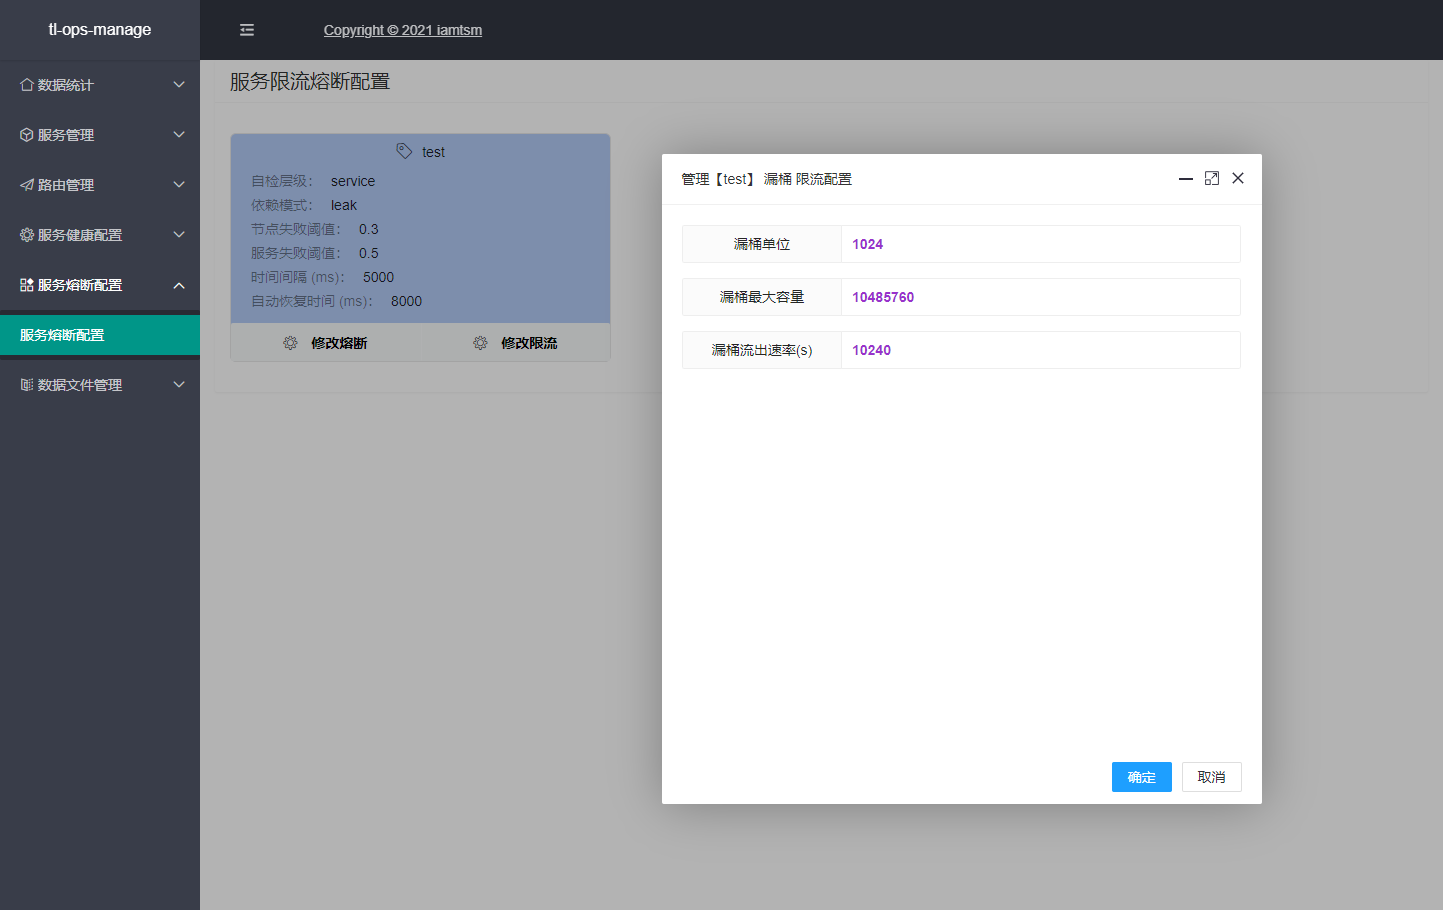 tl-ops-manage
Copyright © 2021 iamtsm
数据统计
服务管理
路由管理
服务健康配置
服务熔断配置
服务熔断配置
数据文件管理
服务限流熔断配置
test
自检层级： service
依赖模式： leak
节点失败阈值： 0.3
服务失败阈值： 0.5
时间间隔 (ms)： 5000
自动恢复时间 (ms)： 8000
修改熔断 修改限流
管理【test】 漏桶 限流配置
漏桶单位 1024
漏桶最大容量 10485760
漏桶流出速率(s) 10240
确定 取消